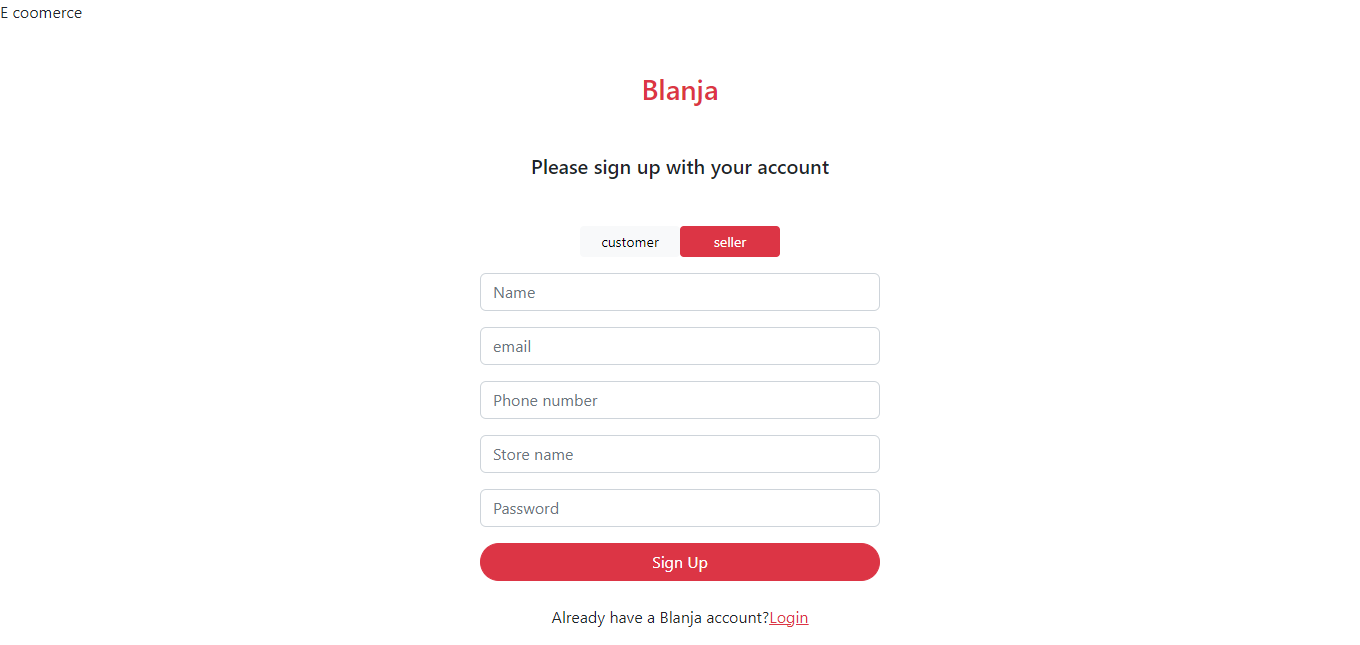 E coomerce
Blanja
Please sign up with your account
customer seller
Name
email
Phone number
Store name
Password
Sign Up
Already have a Blanja account?Login